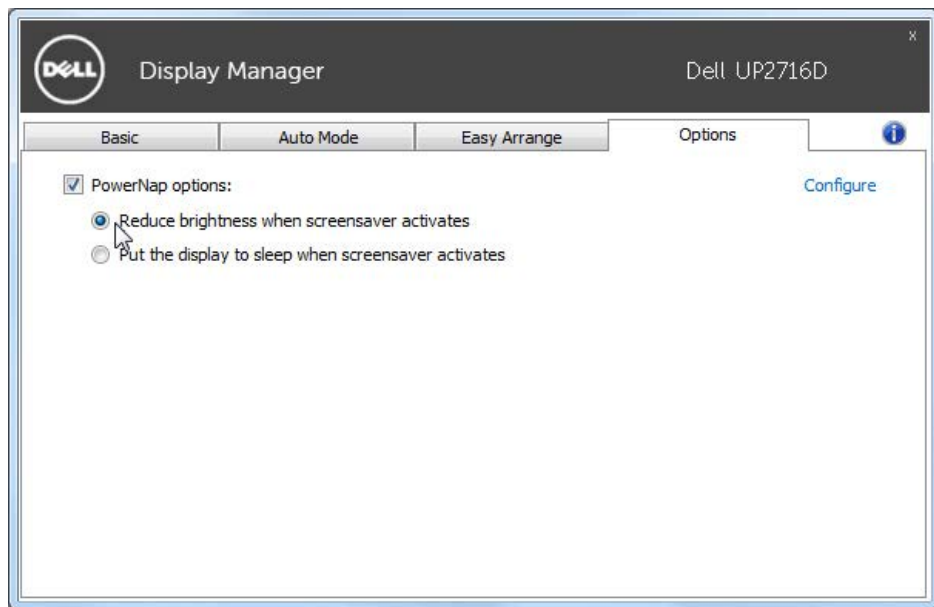 x
DELL Display Manager Dell UP2716D
Basic Auto Mode Easy Arrange Options i
PowerNap options: Configure
Reduce brightness when screensaver activates
Put the display to sleep when screensaver activates